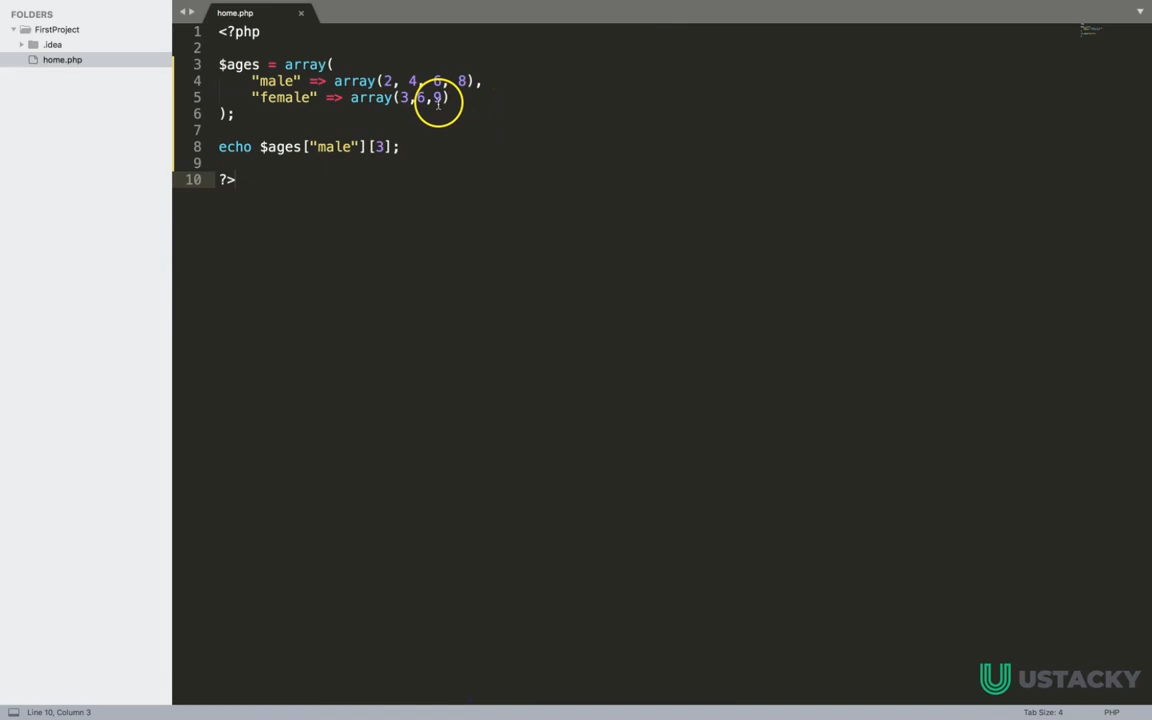 FOLDERS
FirstProject
.idea
home.php
home.php
1 <?php
2
3 $ages = array(
4 "male" => array(2, 4, 6, 8),
5 "female" => array(3,6,9)
6 );
7
8 echo $ages["male"][3];
9
10 ?>
USTACKY
Line 10, Column 3
Tab Size: 4
PHP